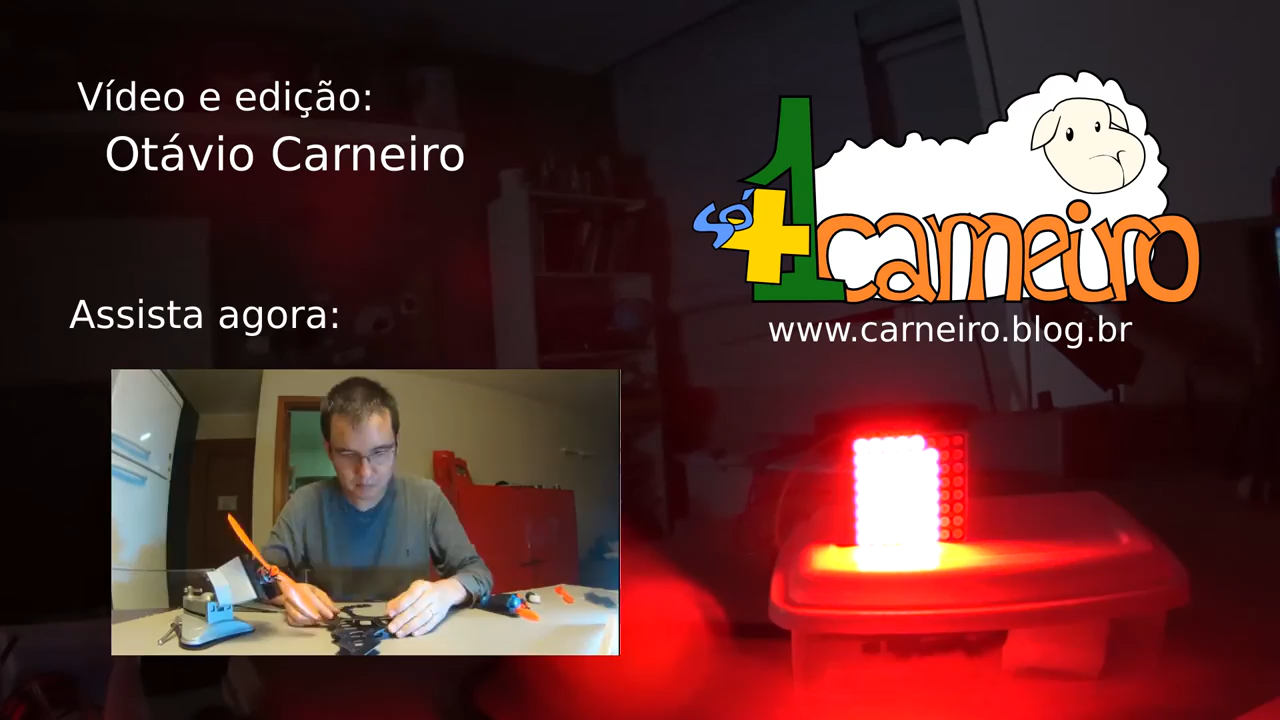 Vídeo e edição:
Otávio Carneiro
Assista agora:
só +1 carneiro
www.carneiro.blog.br